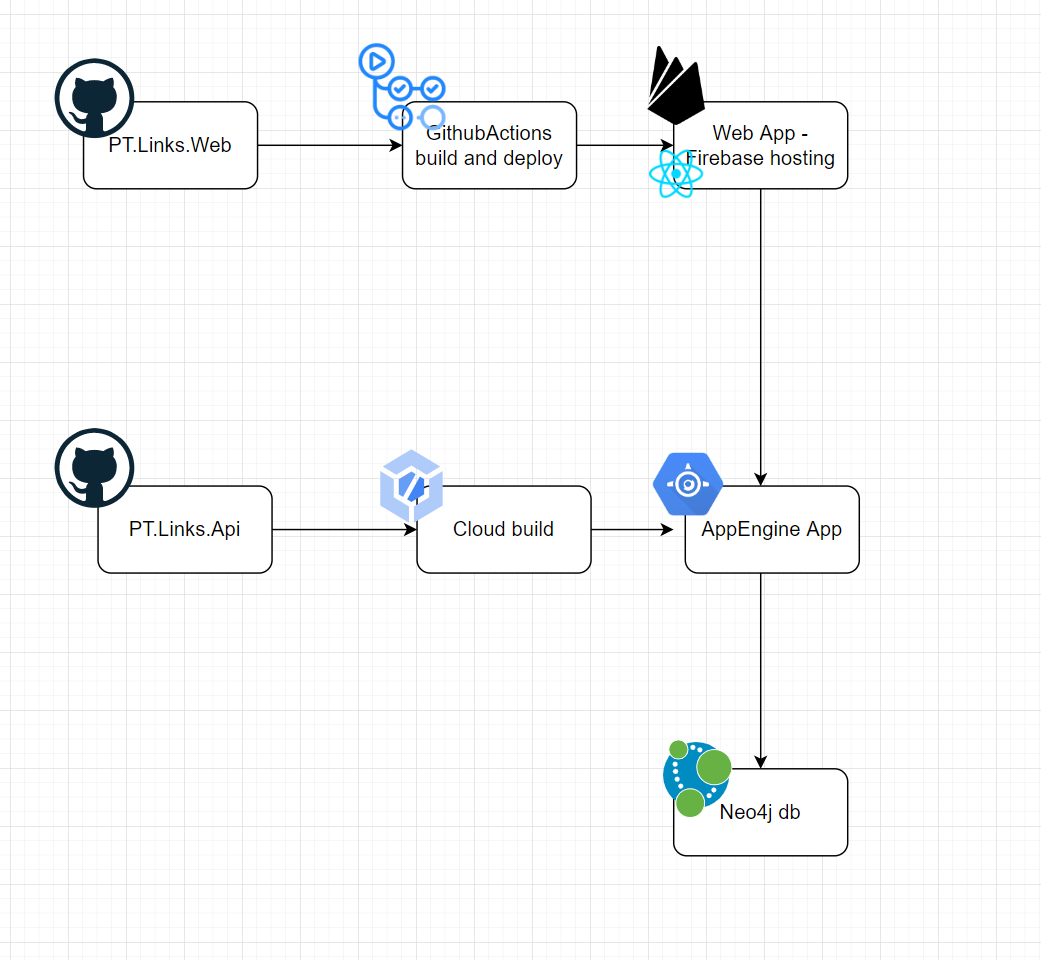 PT.Links.Web
GithubActions
build and deploy
Web App -
Firebase hosting
PT.Links.Api
Cloud build
AppEngine App
Neo4j db